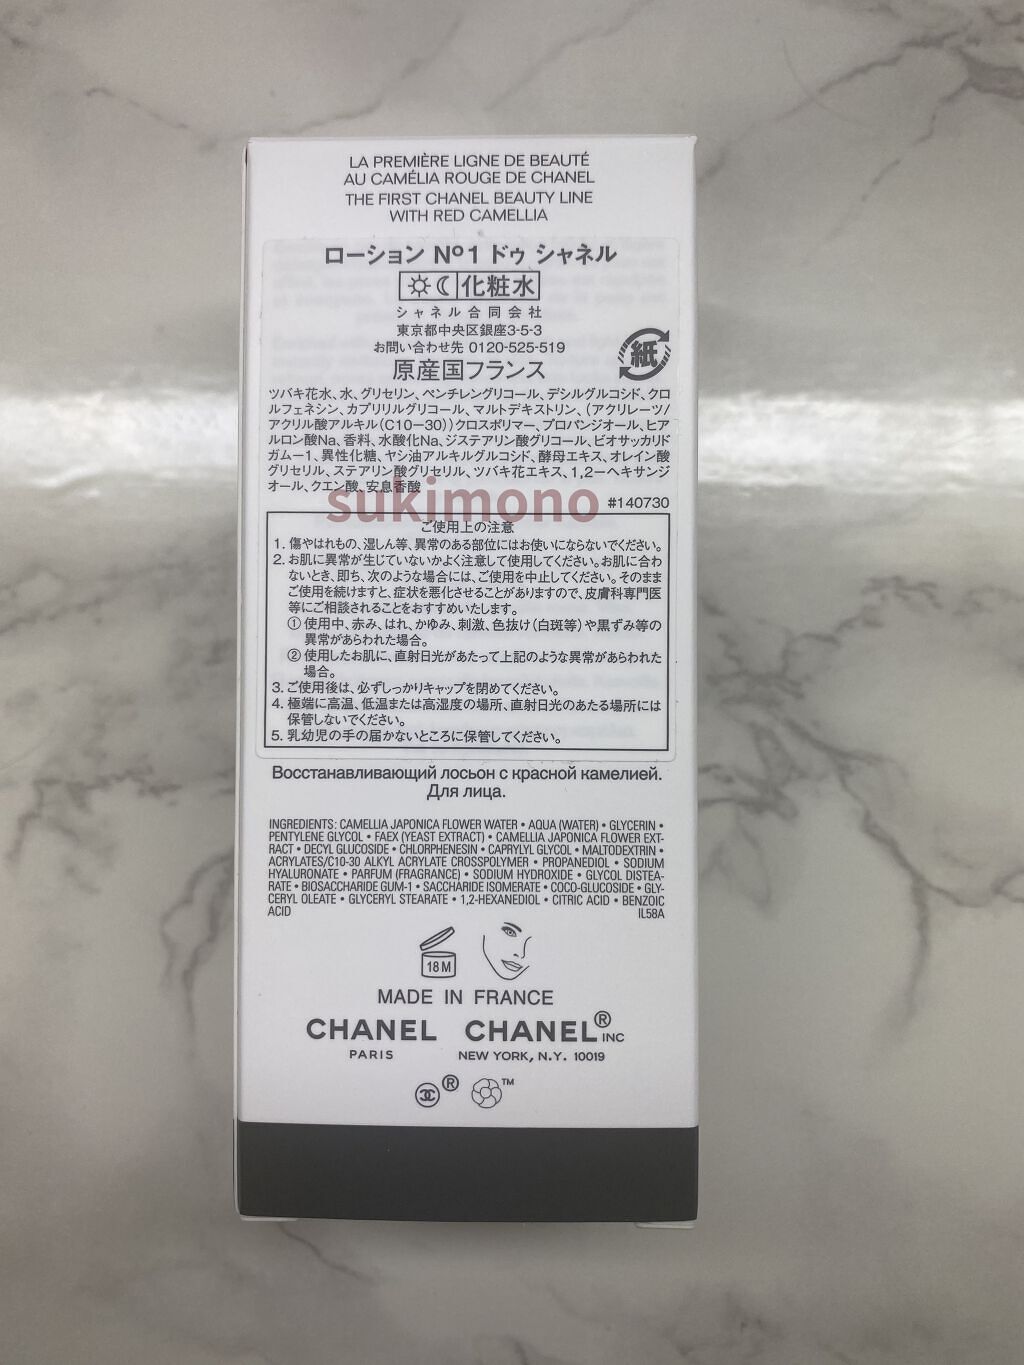 LA PREMIÈRE LIGNE DE BEAUTÉ
AU CAMÉLIA ROUGE DE CHANEL
THE FIRST CHANEL BEAUTY LINE
WITH RED CAMELLIA
ローション Nº1 ドゥ シャネル
化粧水
シャネル合同会社
東京都中央区銀座3-5-3
お問い合わせ先 0120-525-519
紙
原産国フランス
ツバキ花水、水、グリセリン、ペンチレングリコール、デシルグルコシド、クロ
ルフェネシン、カプリリルグリコール、マルトデキストリン、（アクリレーツ/
アクリル酸アルキル（C10－30））クロスポリマー、プロパンジオール、ヒア
ルロン酸Na、香料、水酸化Na、ジステアリン酸グリコール、ビオサッカリド
ガム－1、異性化糖、ヤシ油アルキルグルコシド、酵母エキス、オレイン酸
グリセリル、ステアリン酸グリセリル、ツバキ花エキス、1,2－ヘキサンジ
オール、クエン酸、安息香酸
sukimono
#140730
ご使用上の注意
1. 傷やはれもの、湿しん等、異常のある部位にはお使いにならないでください。
2. お肌に異常が生じていないかよく注意して使用してください。お肌に合わ
ないとき、即ち、次のような場合には、ご使用を中止してください。そのまま
ご使用を続けますと、症状を悪化させることがありますので、皮膚科専門医
等にご相談されることをおすすめいたします。
① 使用中、赤み、はれ、かゆみ、刺激、色抜け（白斑等）や黒ずみ等の
異常があらわれた場合。
② 使用したお肌に、直射日光があたって上記のような異常があらわれた
場合。
3. ご使用後は、必ずしっかりキャップを閉めてください。
4. 極端に高温、低温または高湿度の場所、直射日光のあたる場所には
保管しないでください。
5. 乳幼児の手の届かないところに保管してください。
Восстанавливающий лосьон с красной камелией.
Для лица.
INGREDIENTS: CAMELLIA JAPONICA FLOWER WATER • AQUA (WATER) • GLYCERIN •
PENTYLENE GLYCOL • FAEX (YEAST EXTRACT) • CAMELLIA JAPONICA FLOWER EXT-
RACT • DECYL GLUCOSIDE • CHLORPHENESIN • CAPRYLYL GLYCOL • MALTODEXTRIN •
ACRYLATES/C10-30 ALKYL ACRYLATE CROSSPOLYMER • PROPANEDIOL • SODIUM
HYALURONATE • PARFUM (FRAGRANCE) • SODIUM HYDROXIDE • GLYCOL DISTEA-
RATE • BIOSACCHARIDE GUM-1 • SACCHARIDE ISOMERATE • COCO-GLUCOSIDE • GLY-
CERYL OLEATE • GLYCERYL STEARATE • 1,2-HEXANEDIOL • CITRIC ACID • BENZOIC
ACID IL58A
18 M
MADE IN FRANCE
CHANEL CHANEL® INC
PARIS NEW YORK, N.Y. 10019
® ™